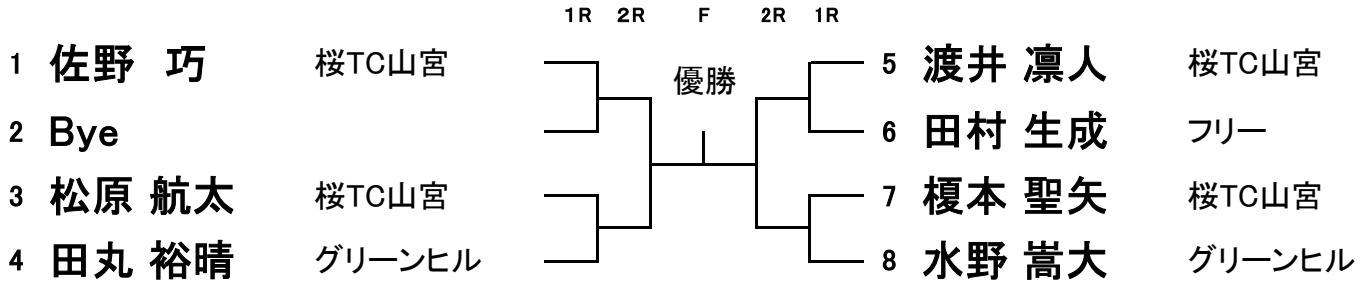 1R 2R F 2R 1R
1 佐野 巧 桜TC山宮 優勝 5 渡井 凛人 桜TC山宮
2 Bye 6 田村 生成 フリー
3 松原 航太 桜TC山宮 7 榎本 聖矢 桜TC山宮
4 田丸 裕晴 グリーンヒル 8 水野 嵩大 グリーンヒル